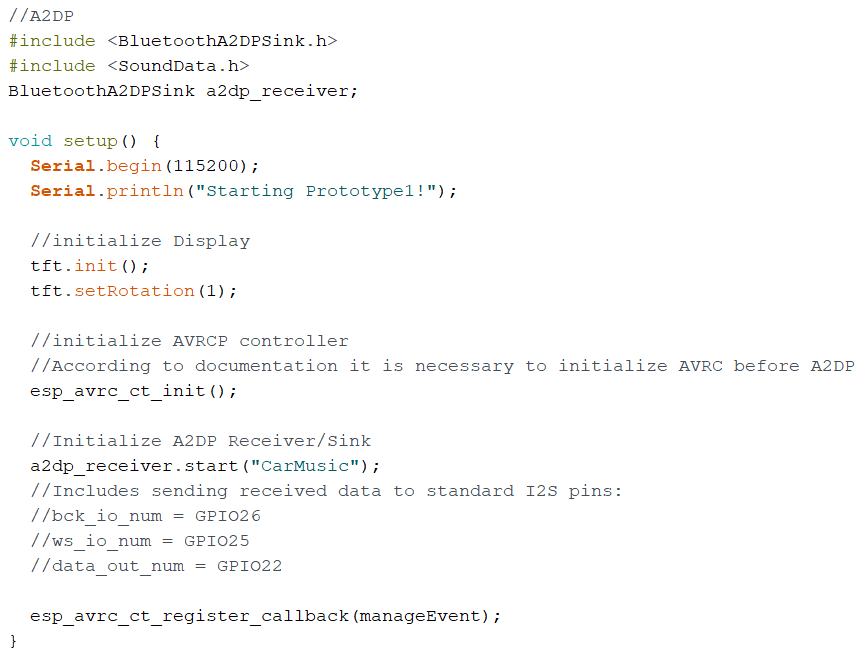 //A2DP
#include <BluetoothA2DPSink.h>
#include <SoundData.h>
BluetoothA2DPSink a2dp_receiver;

void setup() {
  Serial.begin(115200);
  Serial.println("Starting Prototype1!");

  //initialize Display
  tft.init();
  tft.setRotation(1);

  //initialize AVRCP controller
  //According to documentation it is necessary to initialize AVRC before A2DP
  esp_avrc_ct_init();

  //Initialize A2DP Receiver/Sink
  a2dp_receiver.start("CarMusic");
  //Includes sending received data to standard I2S pins:
  //bck_io_num = GPIO26
  //ws_io_num = GPIO25
  //data_out_num = GPIO22

  esp_avrc_ct_register_callback(manageEvent);
}